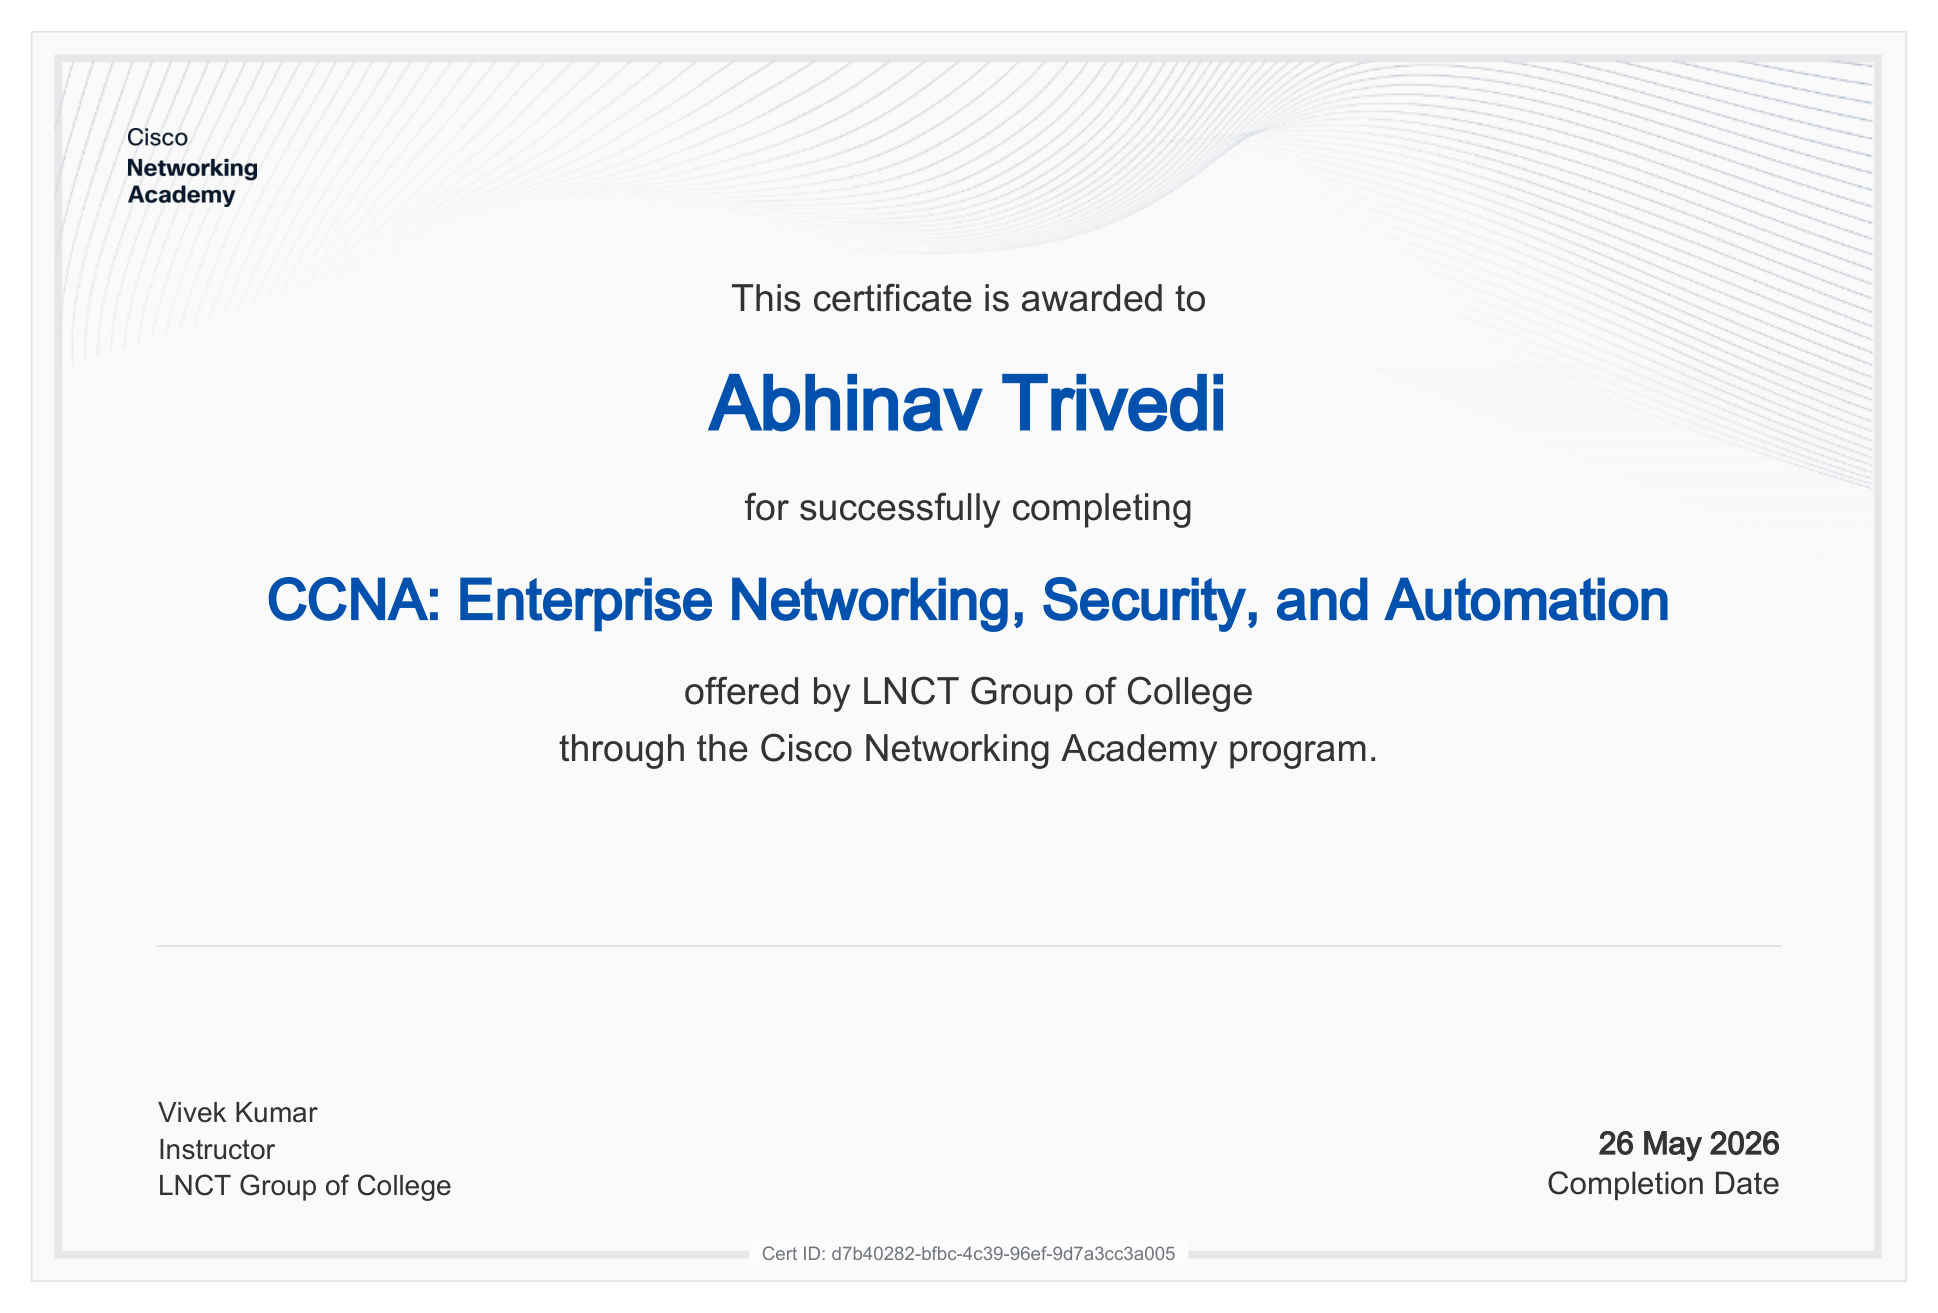 Cisco
Networking
Academy
This certificate is awarded to
Abhinav Trivedi
for successfully completing
CCNA: Enterprise Networking, Security, and Automation
offered by LNCT Group of College
through the Cisco Networking Academy program.
Vivek Kumar
Instructor
LNCT Group of College
26 May 2026
Completion Date
Cert ID: d7b40282-bfbc-4c39-96ef-9d7a3cc3a005